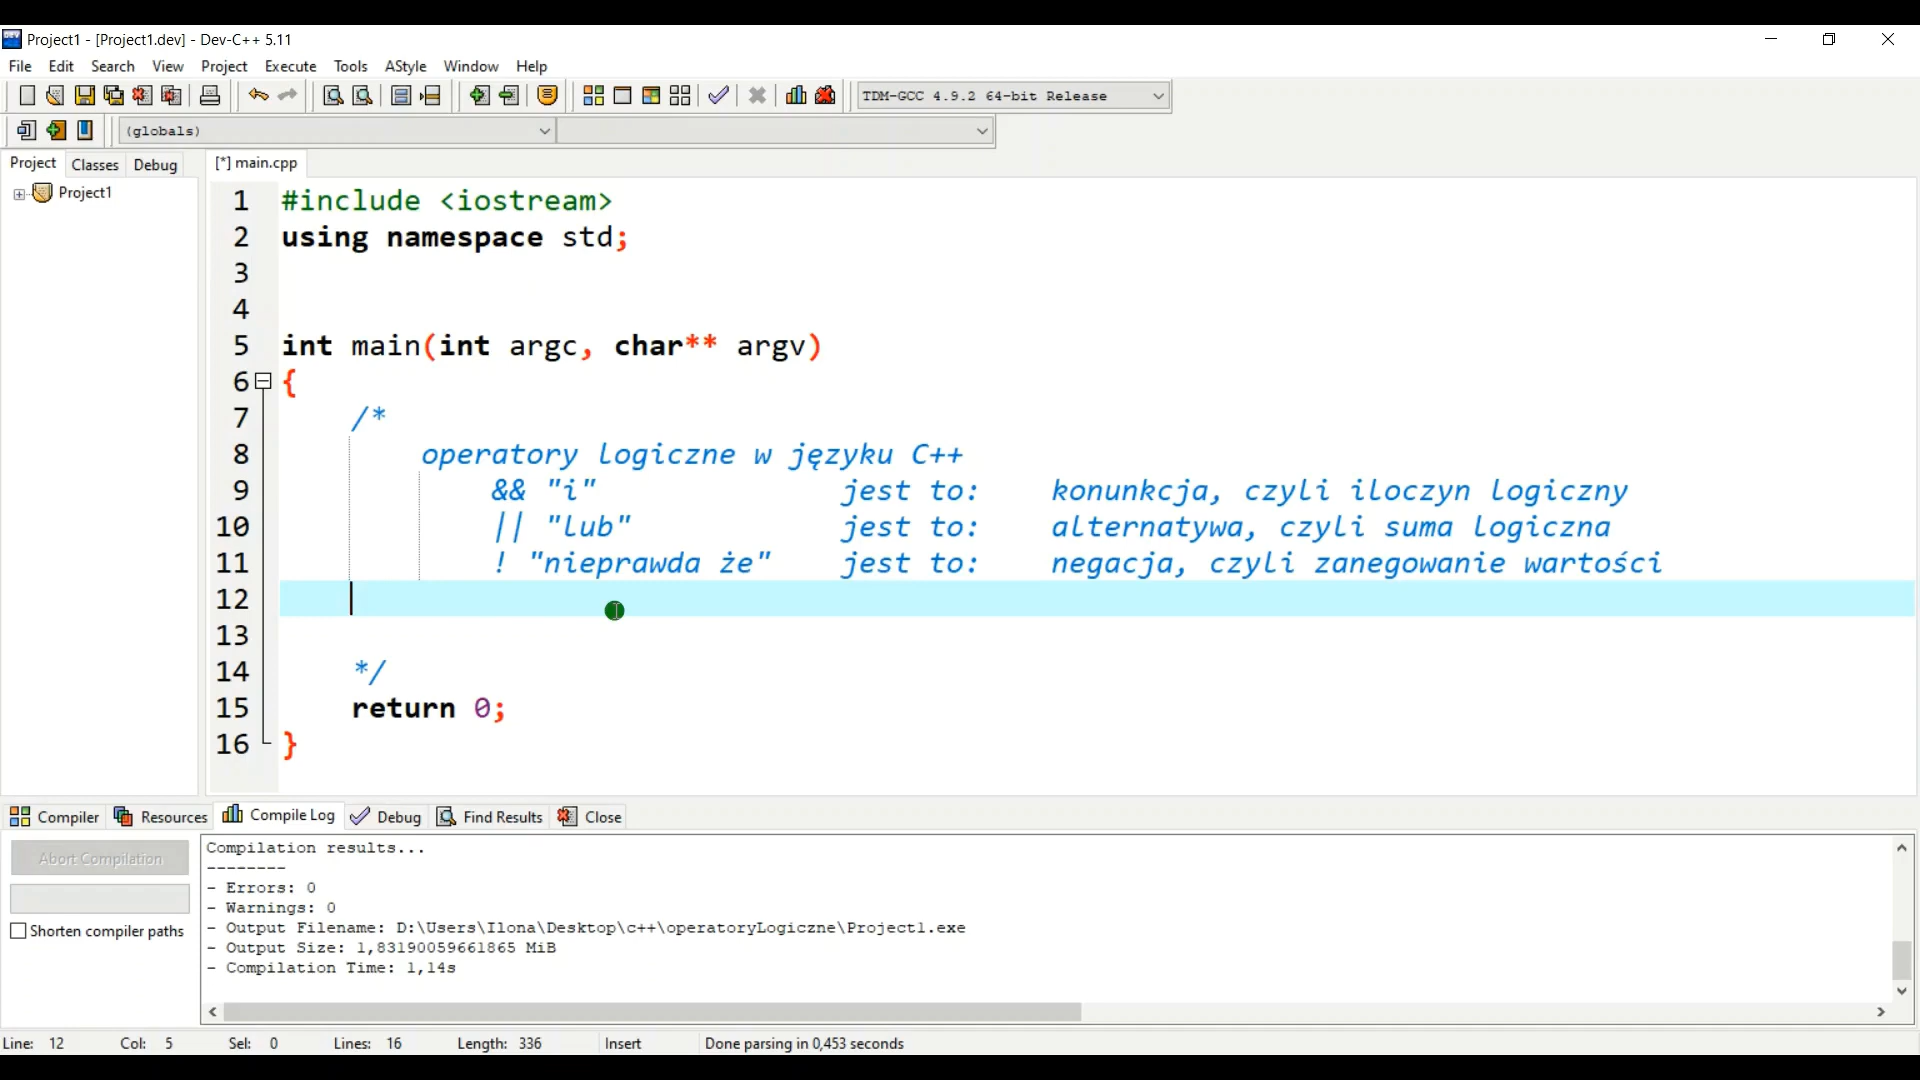 Project1 - [Project1.dev] - Dev-C++ 5.11
File Edit Search View Project Execute Tools AStyle Window Help
TDM-GCC 4.9.2 64-bit Release
(globals)
Project Classes Debug [*] main.cpp
Project1
1 #include <iostream>
2 using namespace std;
3
4
5 int main(int argc, char** argv)
6 {
7 /*
8 operatory logiczne w języku C++
9 && "i" jest to: konunkcja, czyli iloczyn logiczny
10 || "lub" jest to: alternatywa, czyli suma logiczna
11 ! "nieprawda że" jest to: negacja, czyli zanegowanie wartości
12
13
14 */
15 return 0;
16 }
Compiler Resources Compile Log Debug Find Results Close
Abort Compilation
Shorten compiler paths
Compilation results...
--------
- Errors: 0
- Warnings: 0
- Output Filename: D:\Users\Ilona\Desktop\c++\operatoryLogiczne\Project1.exe
- Output Size: 1,83190059661865 MiB
- Compilation Time: 1,14s
Line: 12 Col: 5 Sel: 0 Lines: 16 Length: 336 Insert Done parsing in 0,453 seconds